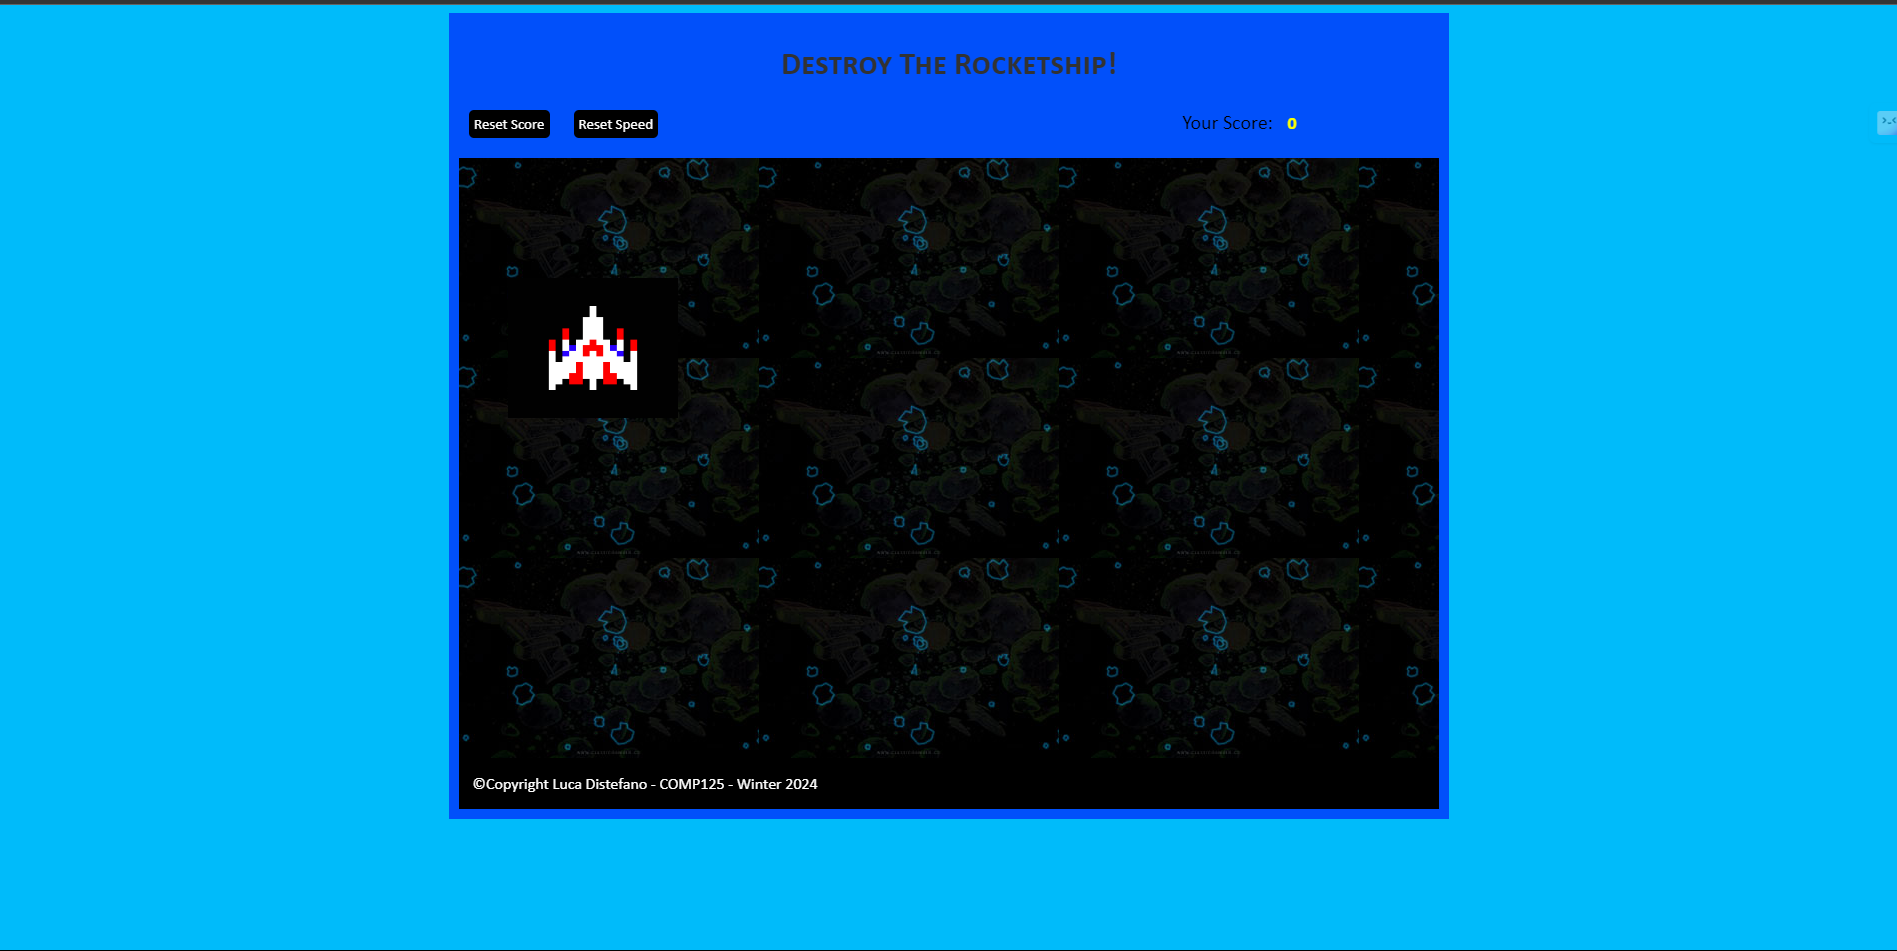 Destroy The Rocketship!
Reset Score Reset Speed Your Score: 0
©Copyright Luca Distefano - COMP125 - Winter 2024